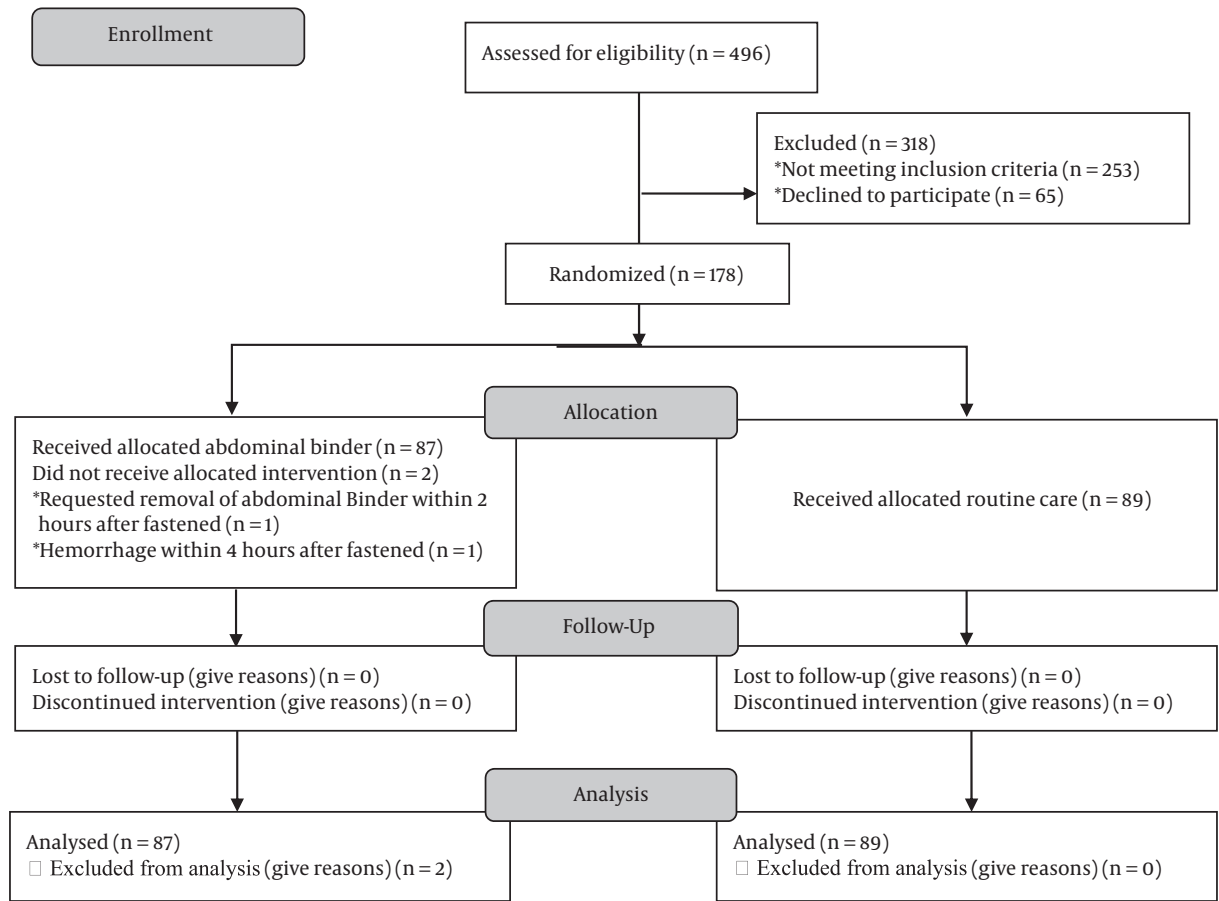 Enrollment
Assessed for eligibility (n = 496)
Excluded (n = 318)
*Not meeting inclusion criteria (n = 253)
*Declined to participate (n = 65)
Randomized (n = 178)
Allocation
Received allocated abdominal binder (n = 87)
Did not receive allocated intervention (n = 2)
*Requested removal of abdominal Binder within 2
hours after fastened (n = 1)
*Hemorrhage within 4 hours after fastened (n = 1)
Received allocated routine care (n = 89)
Follow-Up
Lost to follow-up (give reasons) (n = 0)
Discontinued intervention (give reasons) (n = 0)
Lost to follow-up (give reasons) (n = 0)
Discontinued intervention (give reasons) (n = 0)
Analysis
Analysed (n = 87)
□ Excluded from analysis (give reasons) (n = 2)
Analysed (n = 89)
□ Excluded from analysis (give reasons) (n = 0)